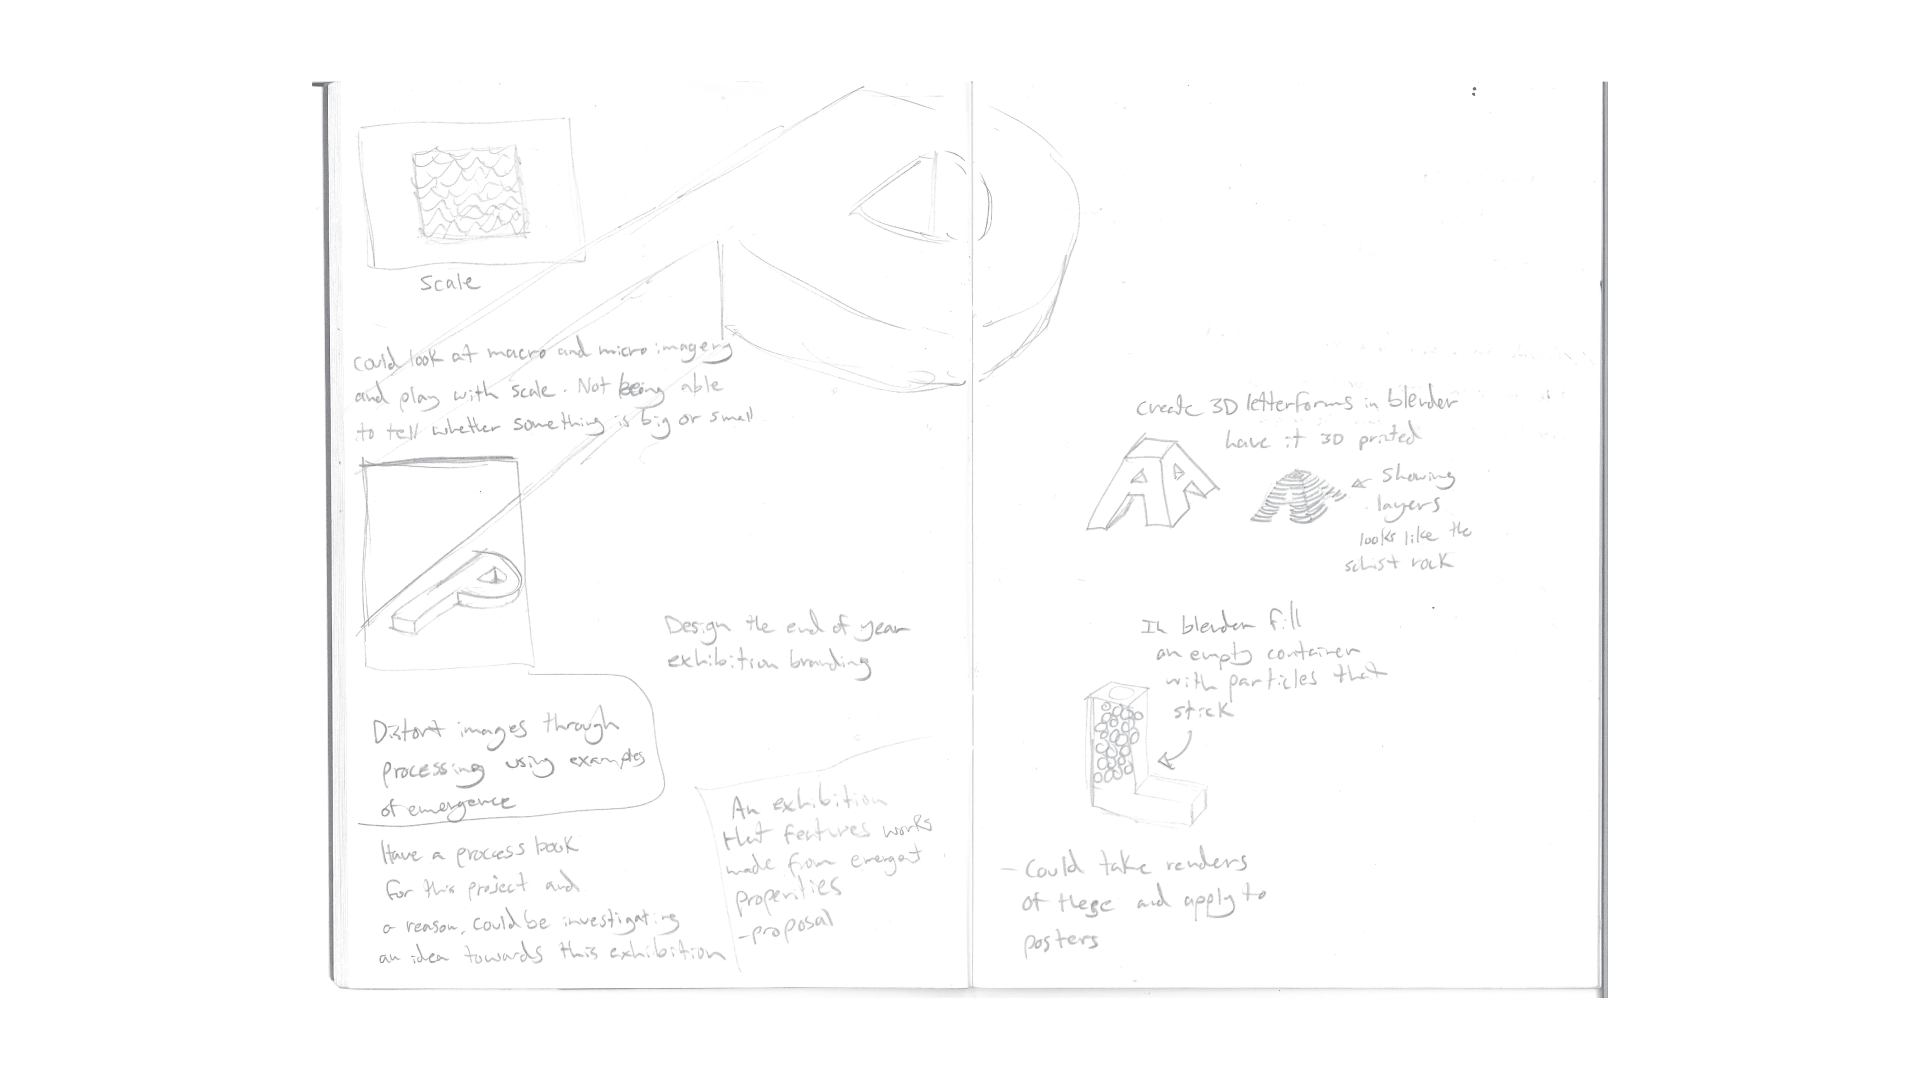 Scale
Could look at macro and micro imagery
and play with scale. Not being able
to tell whether something is big or small
P
P
Design the end of year
exhibition branding
Distort images through
processing using examples
of emergence
Have a process book
for this project and
a reason, could be investigating
an idea towards this exhibition
An exhibition
that features works
made from emergent
properities
-proposal
create 3D letterforms in blender
have it 3D printed
AA
A
showing
layers
looks like the
schist rock
In blender fill
an empty container
with particles that
stick
L
- Could take renders
of these and apply to
posters